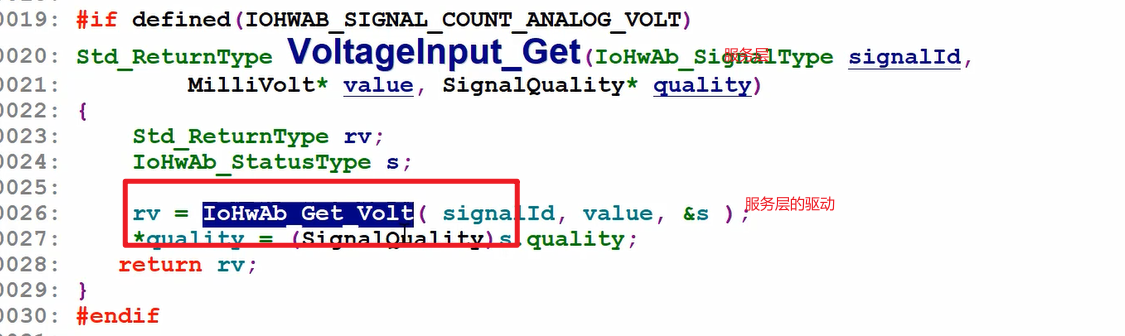 0019: #if defined(IOHWAB_SIGNAL_COUNT_ANALOG_VOLT)
0020: Std_ReturnType VoltageInput_Get(IoHwAb_SignalType signalId,
服务层
0021: MilliVolt* value, SignalQuality* quality)
0022: {
0023: Std_ReturnType rv;
0024: IoHwAb_StatusType s;
0025:
0026: rv = IoHwAb_Get_Volt( signalId, value, &s );
服务层的驱动
0027: *quality = (SignalQuality)s.quality;
0028: return rv;
0029: }
0030: #endif